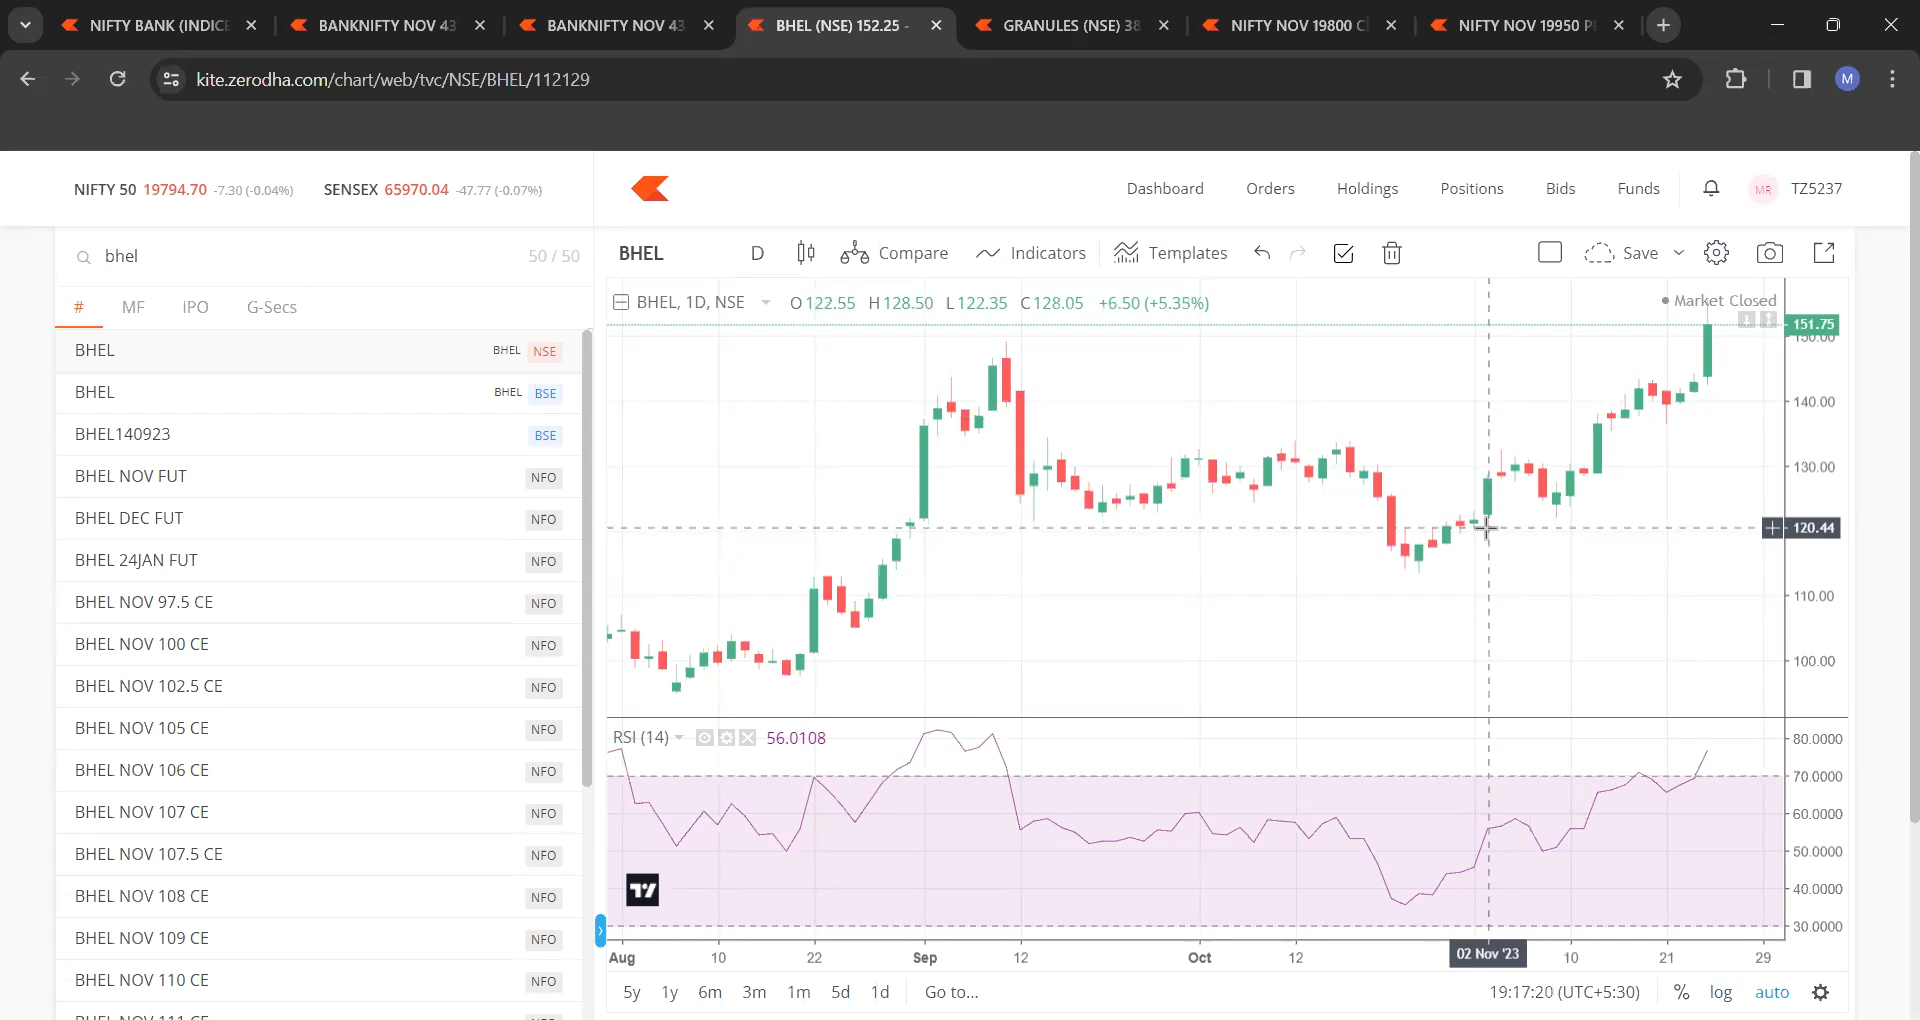 NIFTY BANK (INDICE
BANKNIFTY NOV 43
BANKNIFTY NOV 43
BHEL (NSE) 152.25 -
GRANULES (NSE) 38
NIFTY NOV 19800 C
NIFTY NOV 19950 P
kite.zerodha.com/chart/web/tvc/NSE/BHEL/112129
M
NIFTY 50 19794.70 -7.30 (-0.04%) SENSEX 65970.04 -47.77 (-0.07%)
Dashboard Orders Holdings Positions Bids Funds MR TZ5237
bhel 50 / 50
# MF IPO G-Secs
BHEL BHEL NSE
BHEL BHEL BSE
BHEL140923 BSE
BHEL NOV FUT NFO
BHEL DEC FUT NFO
BHEL 24JAN FUT NFO
BHEL NOV 97.5 CE NFO
BHEL NOV 100 CE NFO
BHEL NOV 102.5 CE NFO
BHEL NOV 105 CE NFO
BHEL NOV 106 CE NFO
BHEL NOV 107 CE NFO
BHEL NOV 107.5 CE NFO
BHEL NOV 108 CE NFO
BHEL NOV 109 CE NFO
BHEL NOV 110 CE NFO
BHEL NOV 111 CE
BHEL D Compare Indicators Templates Save
BHEL, 1D, NSE O122.55 H128.50 L122.35 C128.05 +6.50 (+5.35%)
Market Closed
151.75
150.00
140.00
130.00
120.44
110.00
100.00
RSI (14) 56.0108
80.0000
70.0000
60.0000
50.0000
40.0000
30.0000
Aug 10 22 Sep 12 Oct 12 02 Nov '23 10 21 29
5y 1y 6m 3m 1m 5d 1d Go to... 19:17:20 (UTC+5:30) % log auto